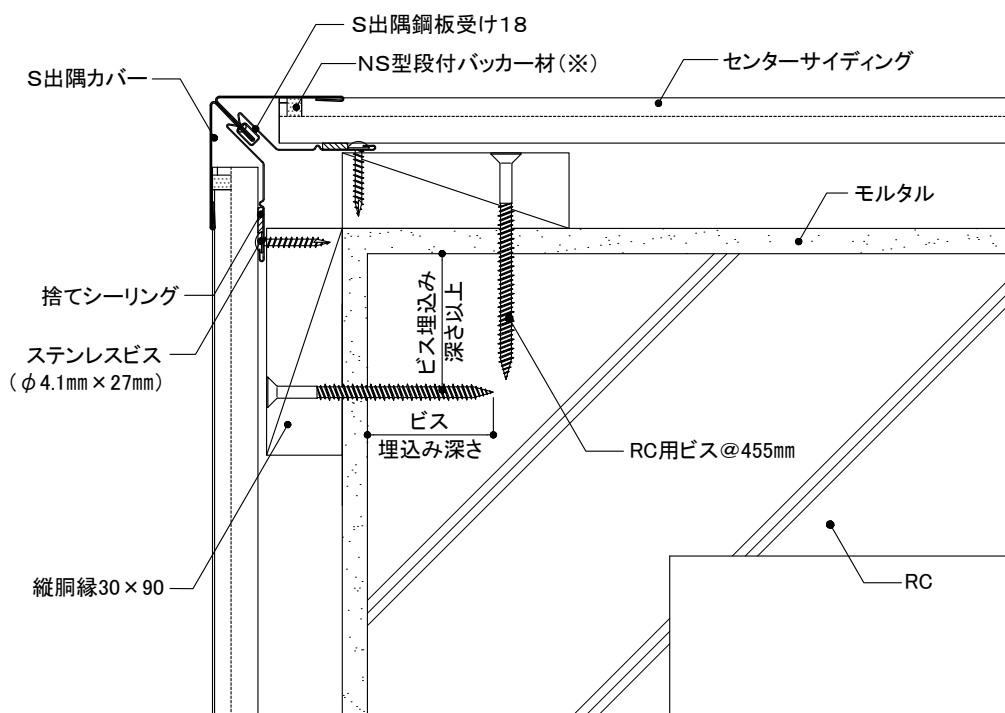 S出隅鋼板受け18
NS型段付バッカー材(※)
センターサイディング
S出隅カバー
モルタル
捨てシーリング
ビス埋込み
深さ以上
ステンレスビス
(φ4.1mm×27mm)
ビス
埋込み深さ
RC用ビス@455mm
縦胴縁30×90
RC